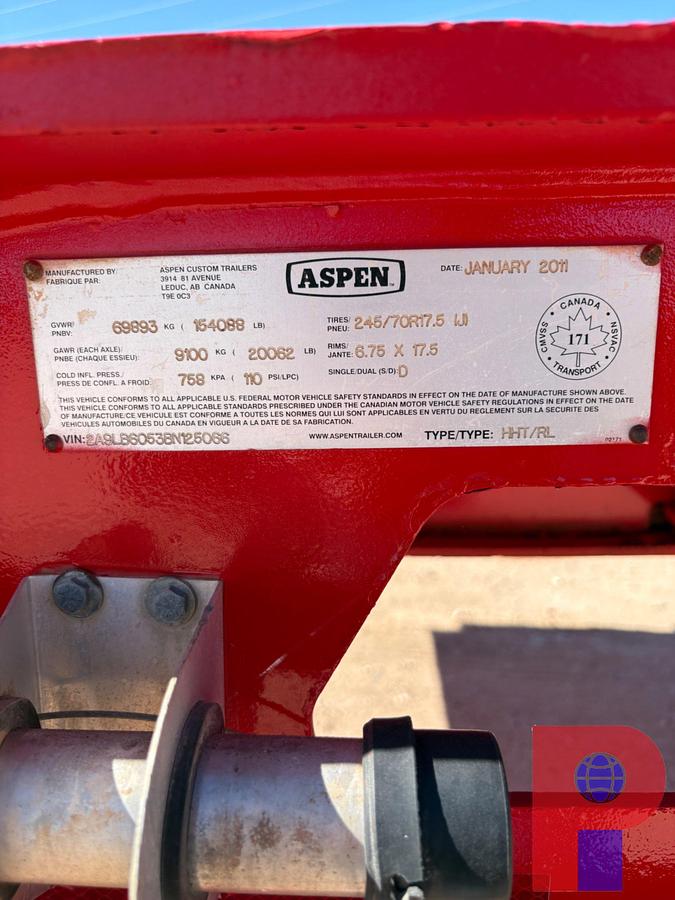 MANUFACTURED BY
FABRIQUE PAR:
ASPEN CUSTOM TRAILERS
3914 81 AVENUE
LEDUC, AB CANADA
T9E 0C3
ASPEN
DATE: JANUARY 2011
GVWR/
PNBV: 69893 KG ( 154088 LB)
TIRES/
PNEU: 245/70R17.5 (J)
GAWR (EACH AXLE)/
PNBE (CHAQUE ESSIEU): 9100 KG ( 20062 LB)
RIMS/
JANTE: 6.75 X 17.5
COLD INFL. PRESS./
PRESS DE CONFL. A FROID. 758 KPA ( 110 PSI/LPC)
SINGLE/DUAL (S/D): D
CANADA
CMVSS
171
NSVAC
TRANSPORT
THIS VEHICLE CONFORMS TO ALL APPLICABLE U.S. FEDERAL MOTOR VEHICLE SAFETY STANDARDS IN EFFECT ON THE DATE OF MANUFACTURE SHOWN ABOVE.
THIS VEHICLE CONFORMS TO ALL APPLICABLE STANDARDS PRESCRIBED UNDER THE CANADIAN MOTOR VEHICLE SAFETY REGULATIONS IN EFFECT ON THE DATE
OF MANUFACTURE/CE VEHICULE EST CONFORME A TOUTES LES NORMES QUI LUI SONT APPLICABLES EN VERTU DU REGLEMENT SUR LA SECURITE DES
VEHICULES AUTOMOBILES DU CANADA EN VIGUEUR A LA DATE DE SA FABRICATION.
VIN: 2A9LB6053BN125066
WWW.ASPENTRAILER.COM
TYPE/TYPE: HHT/RL